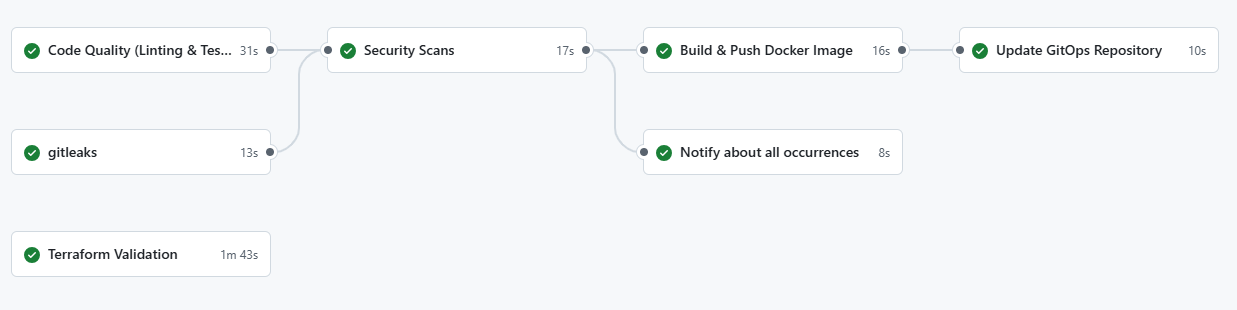 Code Quality (Linting & Tes... 31s
Security Scans 17s
Build & Push Docker Image 16s
Update GitOps Repository 10s
gitleaks 13s
Notify about all occurrences 8s
Terraform Validation 1m 43s